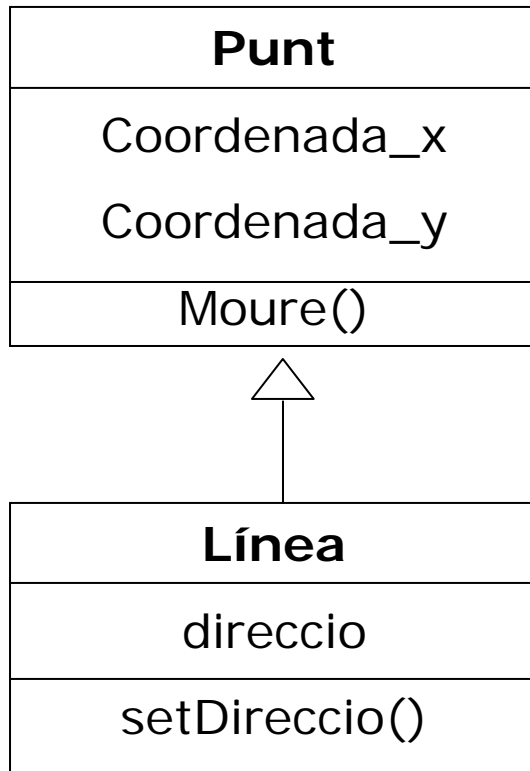 Punt
Coordenada_x
Coordenada_y
Moure()
Línea
direccio
setDireccio()